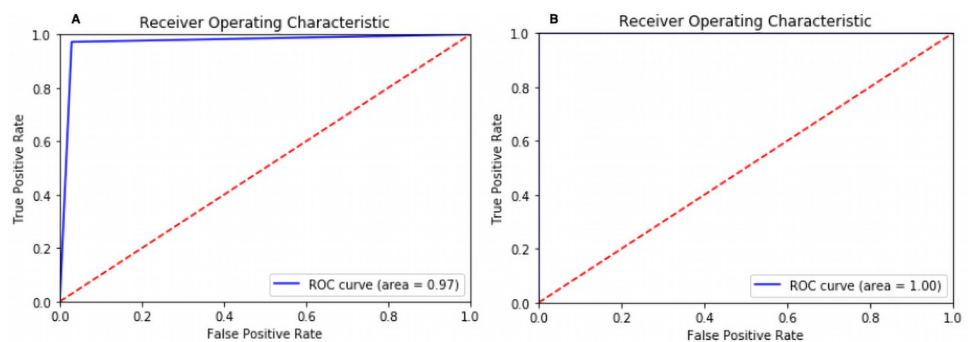 A
Receiver Operating Characteristic
1.0
0.8
0.6
0.4
0.2
0.0
True Positive Rate
ROC curve (area = 0.97)
0.0 0.2 0.4 0.6 0.8 1.0
False Positive Rate
B
Receiver Operating Characteristic
1.0
0.8
0.6
0.4
0.2
0.0
True Positive Rate
ROC curve (area = 1.00)
0.0 0.2 0.4 0.6 0.8 1.0
False Positive Rate